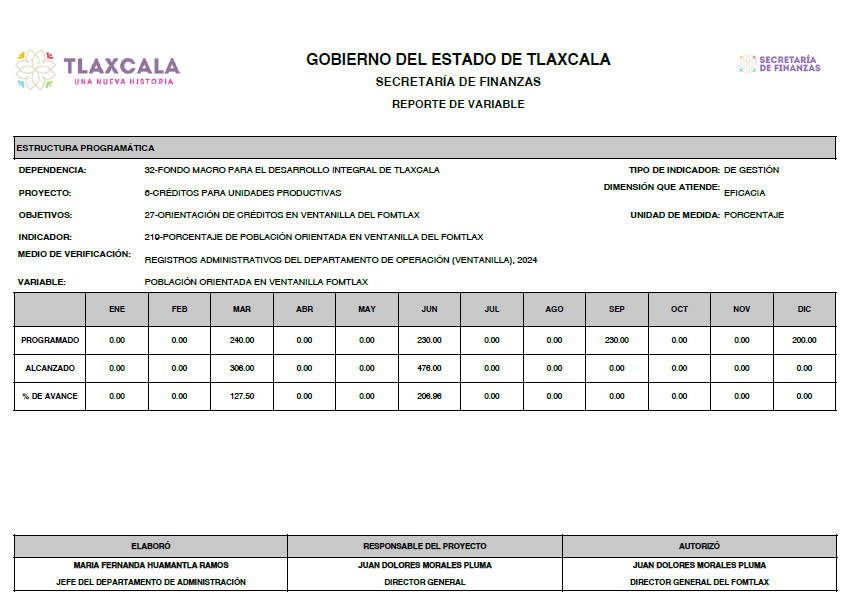 TLAXCALA
UNA NUEVA HISTORIA
GOBIERNO DEL ESTADO DE TLAXCALA
SECRETARÍA DE FINANZAS
REPORTE DE VARIABLE
SECRETARÍA
DE FINANZAS
ESTRUCTURA PROGRAMÁTICA
DEPENDENCIA: 32-FONDO MACRO PARA EL DESARROLLO INTEGRAL DE TLAXCALA TIPO DE INDICADOR: DE GESTIÓN
PROYECTO: 6-CRÉDITOS PARA UNIDADES PRODUCTIVAS DIMENSIÓN QUE ATIENDE: EFICACIA
OBJETIVOS: 27-ORIENTACIÓN DE CRÉDITOS EN VENTANILLA DEL FOMTLAX UNIDAD DE MEDIDA: PORCENTAJE
INDICADOR: 219-PORCENTAJE DE POBLACIÓN ORIENTADA EN VENTANILLA DEL FOMTLAX
MEDIO DE VERIFICACIÓN: REGISTROS ADMINISTRATIVOS DEL DEPARTAMENTO DE OPERACIÓN (VENTANILLA), 2024
VARIABLE: POBLACIÓN ORIENTADA EN VENTANILLA FOMTLAX
ENE FEB MAR ABR MAY JUN JUL AGO SEP OCT NOV DIC
PROGRAMADO 0.00 0.00 240.00 0.00 0.00 230.00 0.00 0.00 230.00 0.00 0.00 200.00
ALCANZADO 0.00 0.00 306.00 0.00 0.00 476.00 0.00 0.00 0.00 0.00 0.00 0.00
% DE AVANCE 0.00 0.00 127.50 0.00 0.00 206.96 0.00 0.00 0.00 0.00 0.00 0.00
ELABORÓ RESPONSABLE DEL PROYECTO AUTORIZÓ
MARIA FERNANDA HUAMANTLA RAMOS JUAN DOLORES MORALES PLUMA JUAN DOLORES MORALES PLUMA
JEFE DEL DEPARTAMENTO DE ADMINISTRACIÓN DIRECTOR GENERAL DIRECTOR GENERAL DEL FOMTLAX